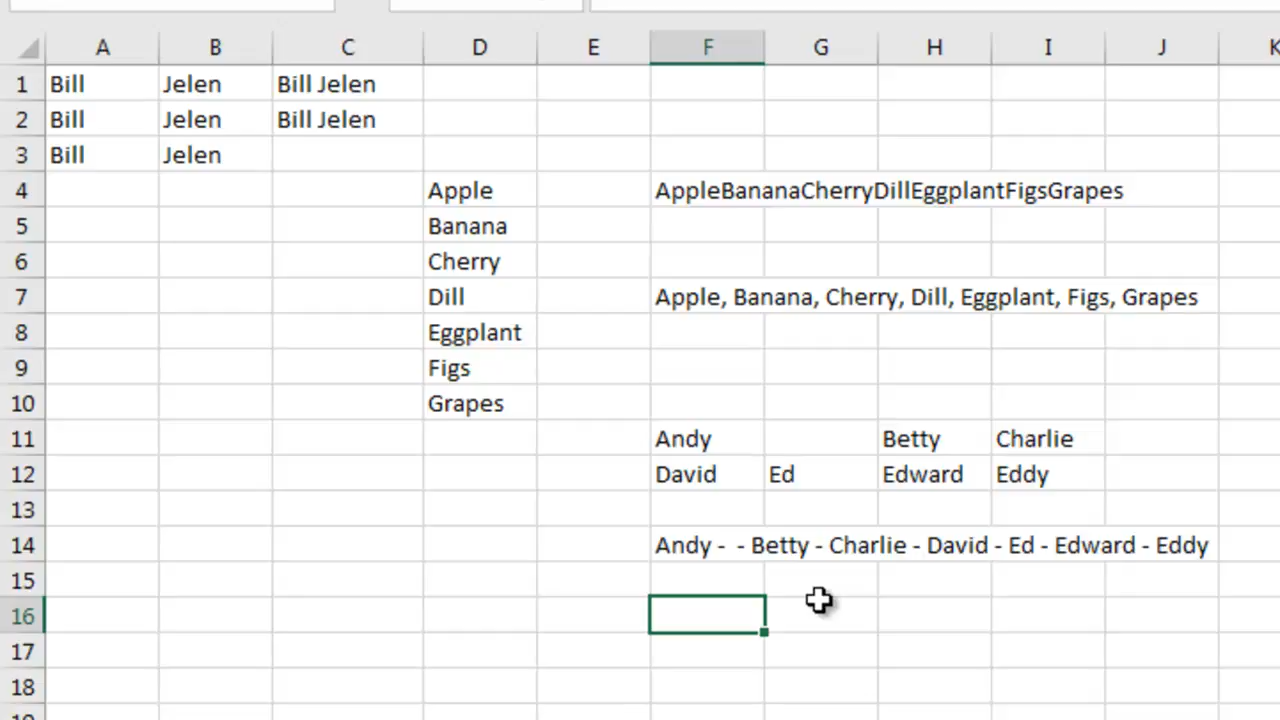 A B C D E F G H I J K
1 Bill Jelen Bill Jelen
2 Bill Jelen Bill Jelen
3 Bill Jelen
4 Apple AppleBananaCherryDillEggplantFigsGrapes
5 Banana
6 Cherry
7 Dill Apple, Banana, Cherry, Dill, Eggplant, Figs, Grapes
8 Eggplant
9 Figs
10 Grapes
11 Andy Betty Charlie
12 David Ed Edward Eddy
13
14 Andy -  - Betty - Charlie - David - Ed - Edward - Eddy
15
16
17
18